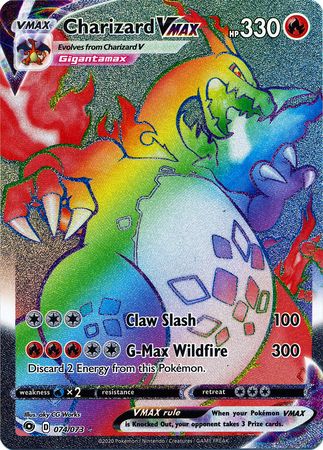 VMAX Charizard VMAX HP 330
Evolves from Charizard V
Gigantamax
Claw Slash 100
G-Max Wildfire 300
Discard 2 Energy from this Pokémon.
weakness ×2 resistance retreat
Illus. aky CG Works
D 074/073
VMAX rule When your Pokémon VMAX
is Knocked Out, your opponent takes 3 Prize cards.
©2020 Pokémon / Nintendo / Creatures / GAME FREAK